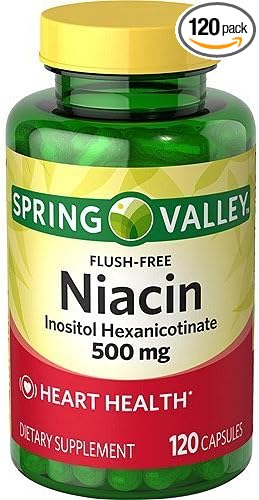 120
pack
SPRING VALLEY®
FLUSH-FREE
Niacin
Inositol Hexanicotinate
500 mg
HEART HEALTH*
DIETARY SUPPLEMENT
120 CAPSULES